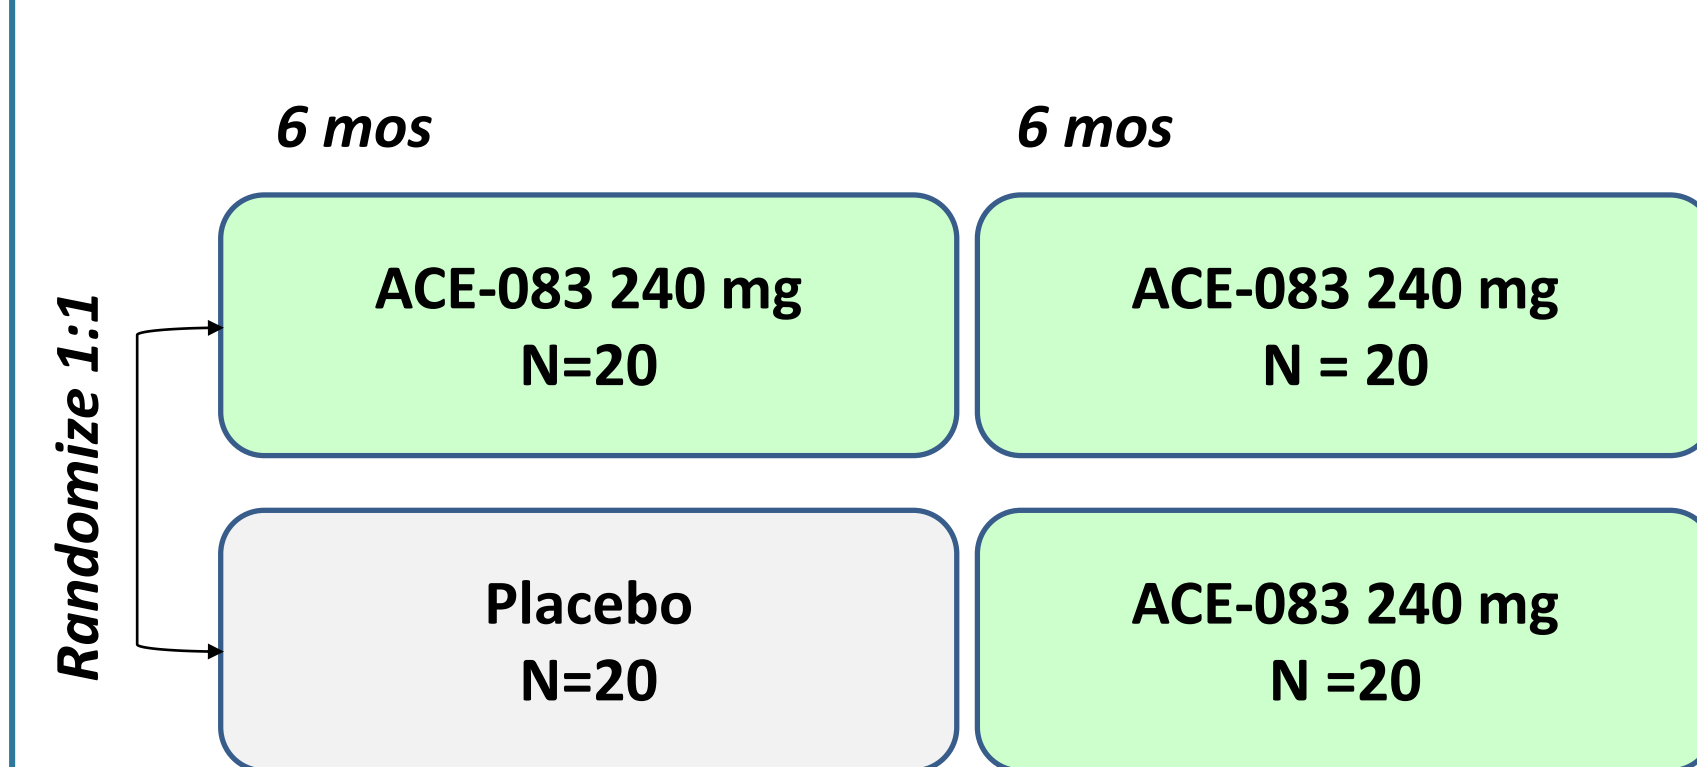 6 mos
6 mos
Randomize 1:1
ACE-083 240 mg
N=20
ACE-083 240 mg
N = 20
Placebo
N=20
ACE-083 240 mg
N =20